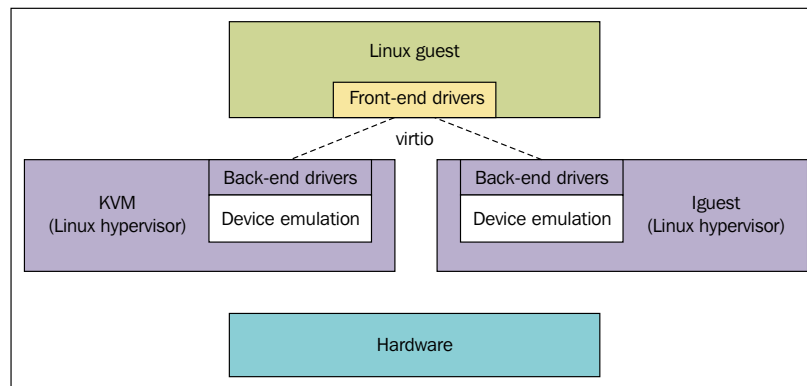 Linux guest
Front-end drivers
virtio
Back-end drivers
KVM
(Linux hypervisor)
Device emulation
Back-end drivers
Device emulation
Iguest
(Linux hypervisor)
Hardware